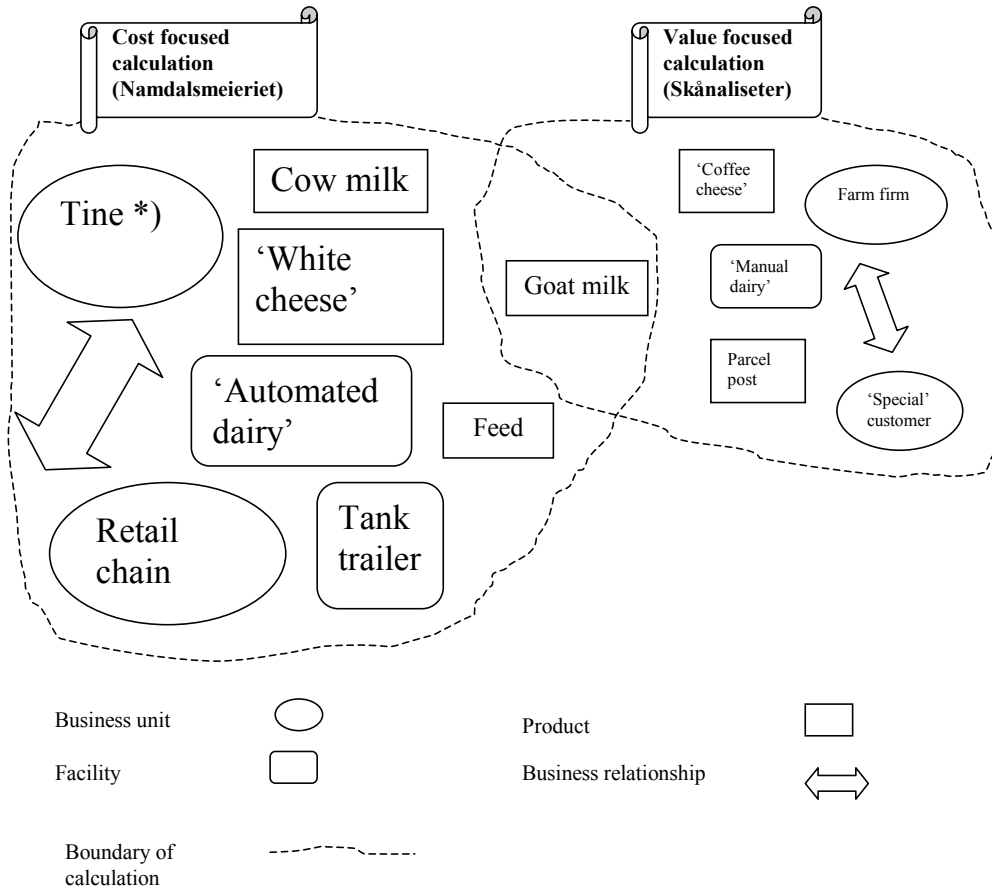 Cost focused
calculation
(Namdalsmeieriet)
Value focused
calculation
(Skånaliseter)
Tine *)
Cow milk
‘White
cheese’
‘Automated
dairy’
Feed
Retail
chain
Tank
trailer
Goat milk
‘Coffee
cheese’
Farm firm
‘Manual
dairy’
Parcel
post
‘Special’
customer
Business unit
Product
Facility
Business relationship
Boundary of
calculation